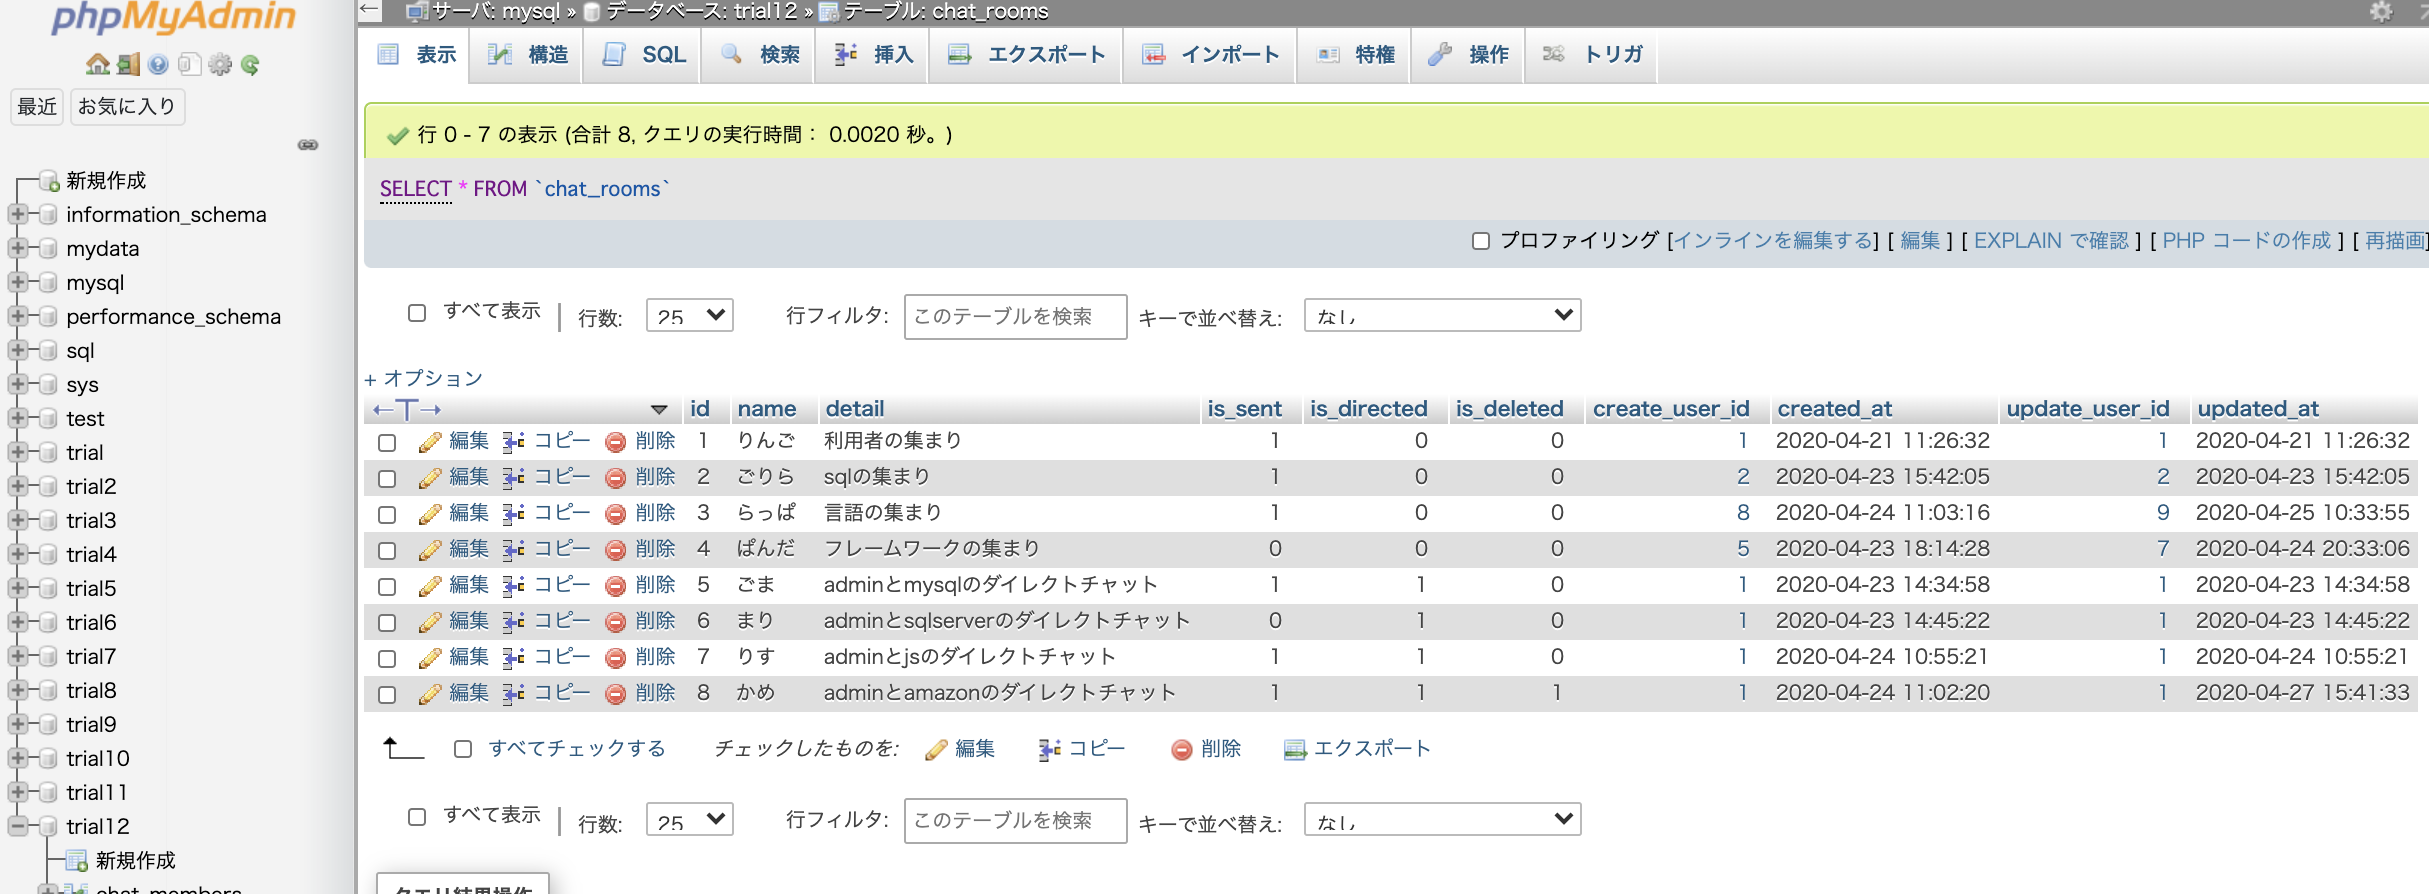 phpMyAdmin
最近 お気に入り
新規作成
information_schema
mydata
mysql
performance_schema
sql
sys
test
trial
trial2
trial3
trial4
trial5
trial6
trial7
trial8
trial9
trial10
trial11
trial12
新規作成
chat_members
サーバ: mysql » データベース: trial12 » テーブル: chat_rooms
表示 構造 SQL 検索 挿入 エクスポート インポート 特権 操作 トリガ
行 0 - 7 の表示 (合計 8, クエリの実行時間： 0.0020 秒。)
SELECT * FROM `chat_rooms`
プロファイリング [インラインを編集する] [ 編集 ] [ EXPLAIN で確認 ] [ PHP コードの作成 ] [ 再描画]
すべて表示 | 行数: 25 行フィルタ: このテーブルを検索 キーで並べ替え: なし
+ オプション
←T→ id name detail is_sent is_directed is_deleted create_user_id created_at update_user_id updated_at
編集 コピー 削除 1 りんご 利用者の集まり 1 0 0 1 2020-04-21 11:26:32 1 2020-04-21 11:26:32
編集 コピー 削除 2 ごりら sqlの集まり 1 0 0 2 2020-04-23 15:42:05 2 2020-04-23 15:42:05
編集 コピー 削除 3 らっぱ 言語の集まり 1 0 0 8 2020-04-24 11:03:16 9 2020-04-25 10:33:55
編集 コピー 削除 4 ぱんだ フレームワークの集まり 0 0 0 5 2020-04-23 18:14:28 7 2020-04-24 20:33:06
編集 コピー 削除 5 ごま adminとmysqlのダイレクトチャット 1 1 0 1 2020-04-23 14:34:58 1 2020-04-23 14:34:58
編集 コピー 削除 6 まり adminとsqlserverのダイレクトチャット 0 1 0 1 2020-04-23 14:45:22 1 2020-04-23 14:45:22
編集 コピー 削除 7 りす adminとjsのダイレクトチャット 1 1 0 1 2020-04-24 10:55:21 1 2020-04-24 10:55:21
編集 コピー 削除 8 かめ adminとamazonのダイレクトチャット 1 1 1 1 2020-04-24 11:02:20 1 2020-04-27 15:41:33
すべてチェックする チェックしたものを: 編集 コピー 削除 エクスポート
すべて表示 | 行数: 25 行フィルタ: このテーブルを検索 キーで並べ替え: なし
クエリ結果操作